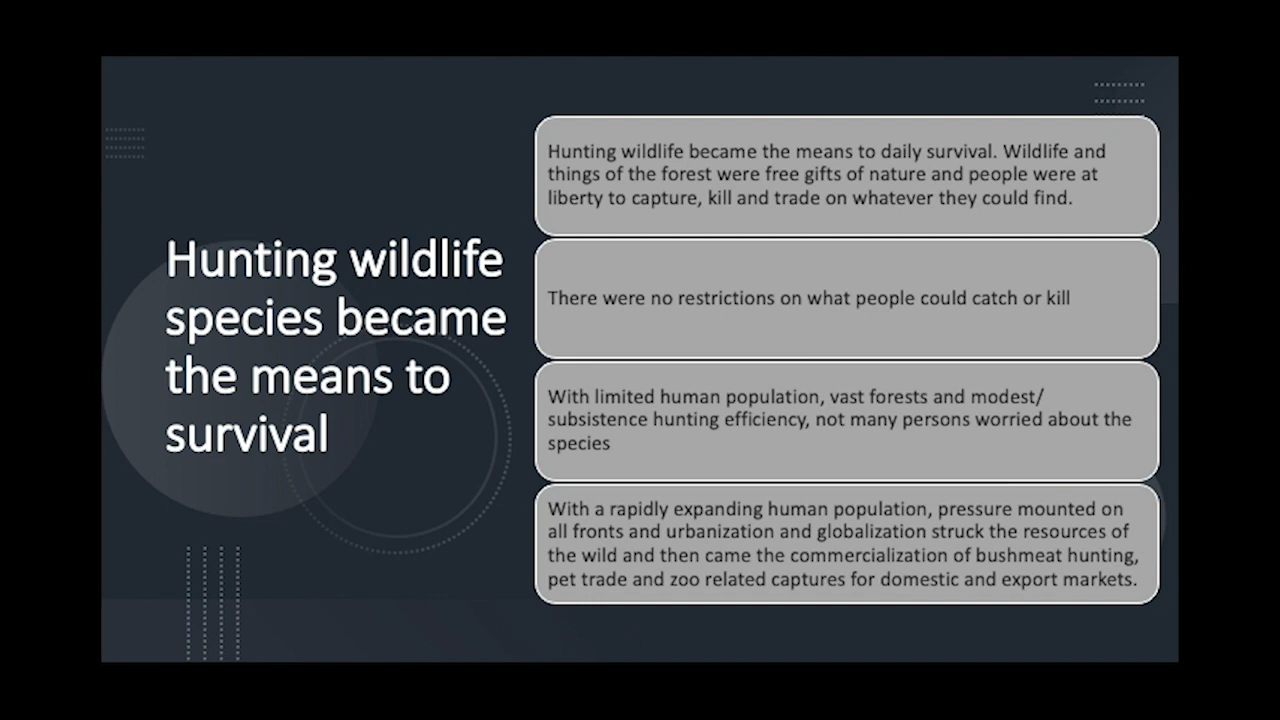 Hunting wildlife
species became
the means to
survival
Hunting wildlife became the means to daily survival. Wildlife and
things of the forest were free gifts of nature and people were at
liberty to capture, kill and trade on whatever they could find.
There were no restrictions on what people could catch or kill
With limited human population, vast forests and modest/
subsistence hunting efficiency, not many persons worried about the
species
With a rapidly expanding human population, pressure mounted on
all fronts and urbanization and globalization struck the resources of
the wild and then came the commercialization of bushmeat hunting,
pet trade and zoo related captures for domestic and export markets.